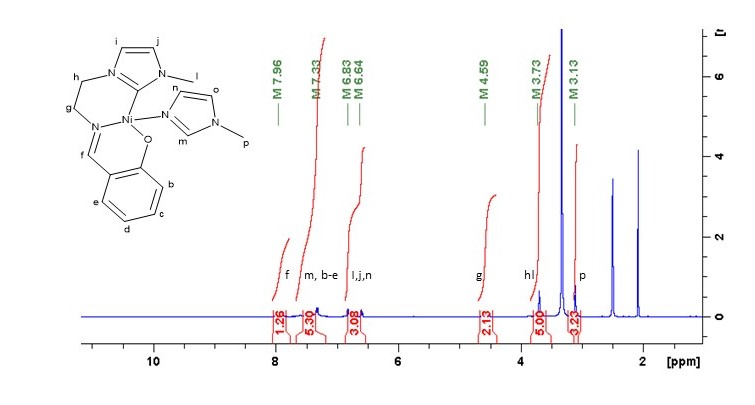 i j
h N N l
n o
g Ni N N
N O m p
f
b
e c
d
M 7.96
M 7.33
M 6.83
M 6.64
M 4.59
M 3.73
M 3.13
f m, b-e I,j,n g hl p
1.26 5.30 3.08 2.13 5.00 3.23
6
4
2
0
10 8 6 4 2 [ppm]